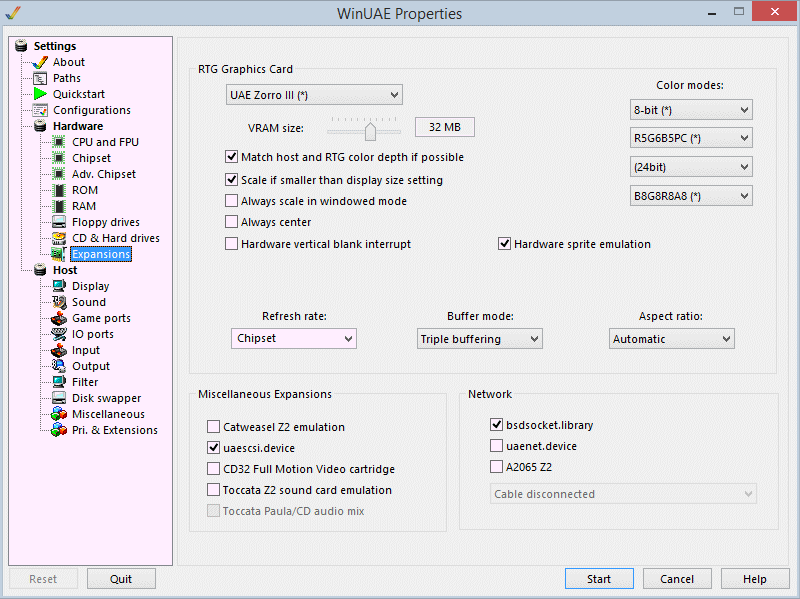 WinUAE Properties
Settings
About
Paths
Quickstart
Configurations
Hardware
CPU and FPU
Chipset
Adv. Chipset
ROM
RAM
Floppy drives
CD & Hard drives
Expansions
Host
Display
Sound
Game ports
IO ports
Input
Output
Filter
Disk swapper
Miscellaneous
Pri. & Extensions
RTG Graphics Card
UAE Zorro III (*)
VRAM size:
32 MB
Match host and RTG color depth if possible
Scale if smaller than display size setting
Always scale in windowed mode
Always center
Hardware vertical blank interrupt
Color modes:
8-bit (*)
R5G6B5PC (*)
(24bit)
B8G8R8A8 (*)
Hardware sprite emulation
Refresh rate:
Chipset
Buffer mode:
Triple buffering
Aspect ratio:
Automatic
Miscellaneous Expansions
Catweasel Z2 emulation
uaescsi.device
CD32 Full Motion Video cartridge
Toccata Z2 sound card emulation
Toccata Paula/CD audio mix
Network
bsdsocket.library
uaenet.device
A2065 Z2
Cable disconnected
Reset
Quit
Start
Cancel
Help